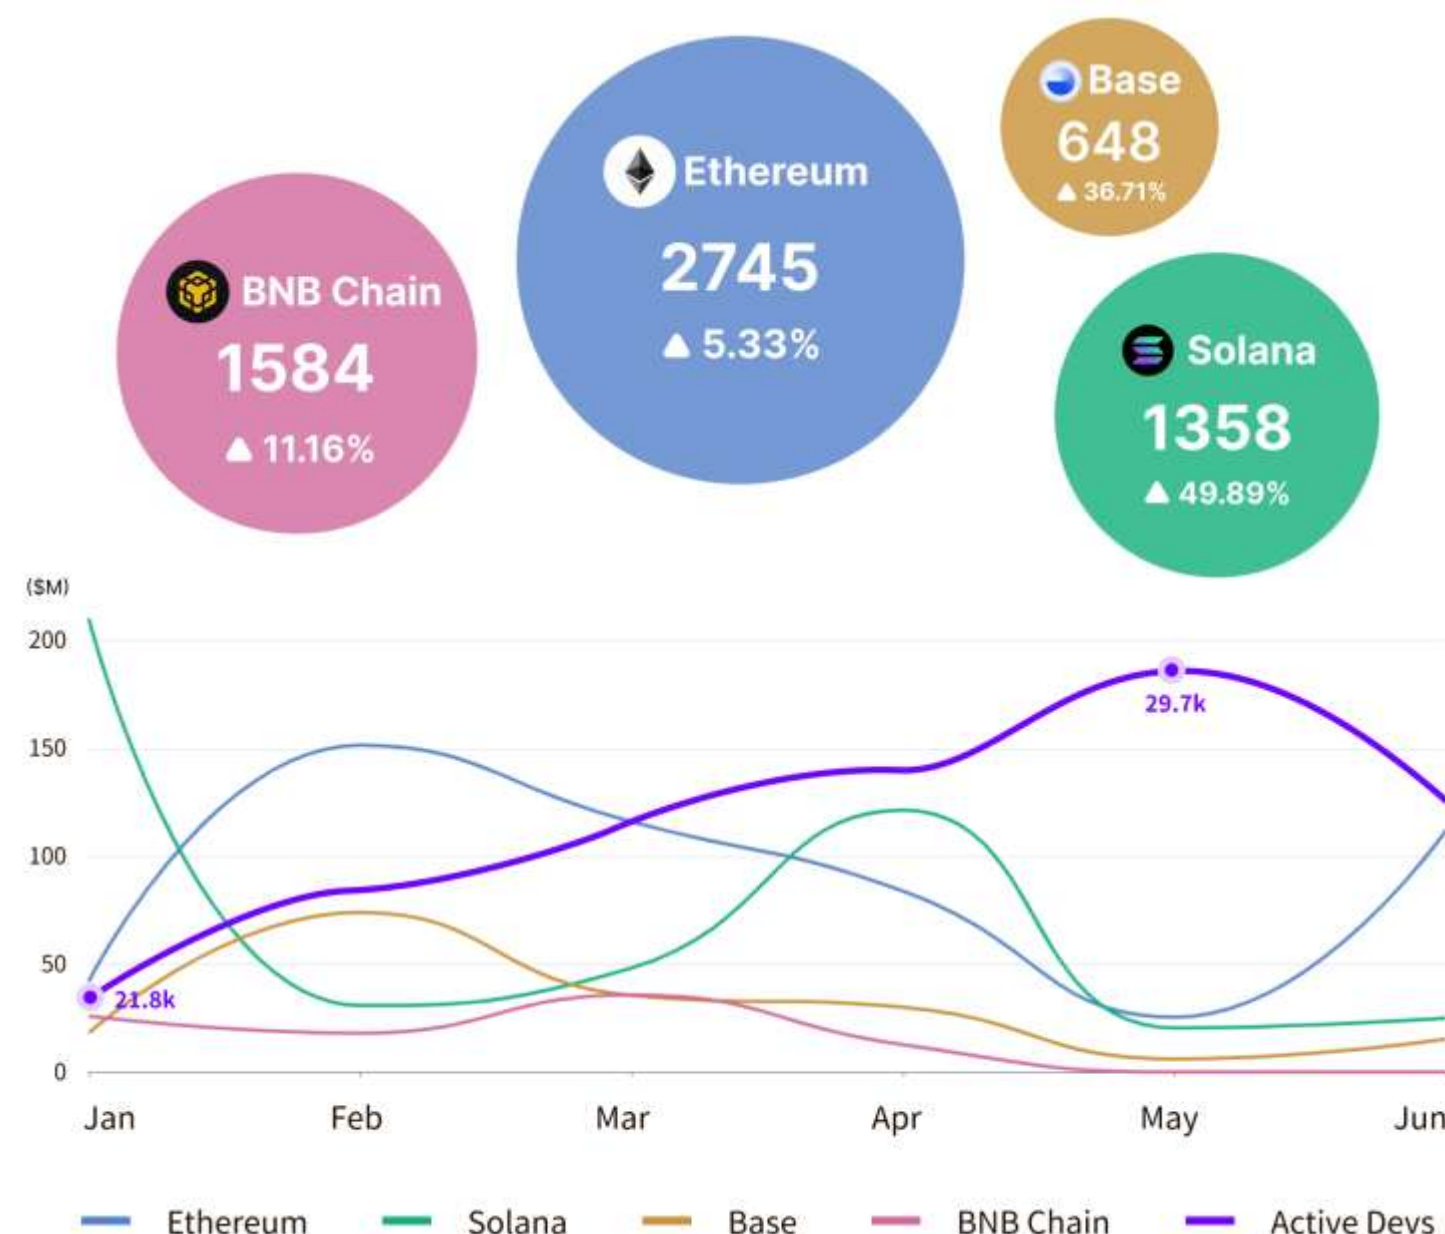 Base
648
▲ 36.71%
Ethereum
2745
▲ 5.33%
BNB Chain
1584
▲ 11.16%
Solana
1358
▲ 49.89%
($M)
200
150
100
50
0
29.7k
21.8k
Jan Feb Mar Apr May Jun
Ethereum Solana Base BNB Chain Active Devs